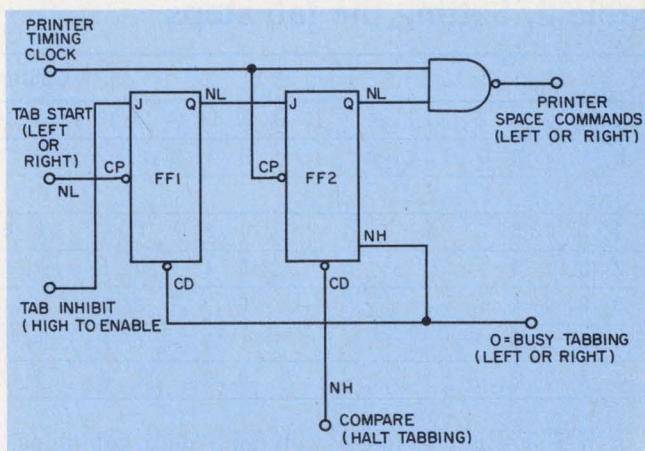 PRINTER
TIMING
CLOCK
TAB START
(LEFT
OR
RIGHT)
NL
TAB INHIBIT
(HIGH TO ENABLE
J
Q
NL
CP
FF1
CD
J
Q
NL
CP
FF2
NH
CD
NH
COMPARE
(HALT TABBING)
PRINTER
SPACE COMMANDS
(LEFT OR RIGHT)
0=BUSY TABBING
(LEFT OR RIGHT)